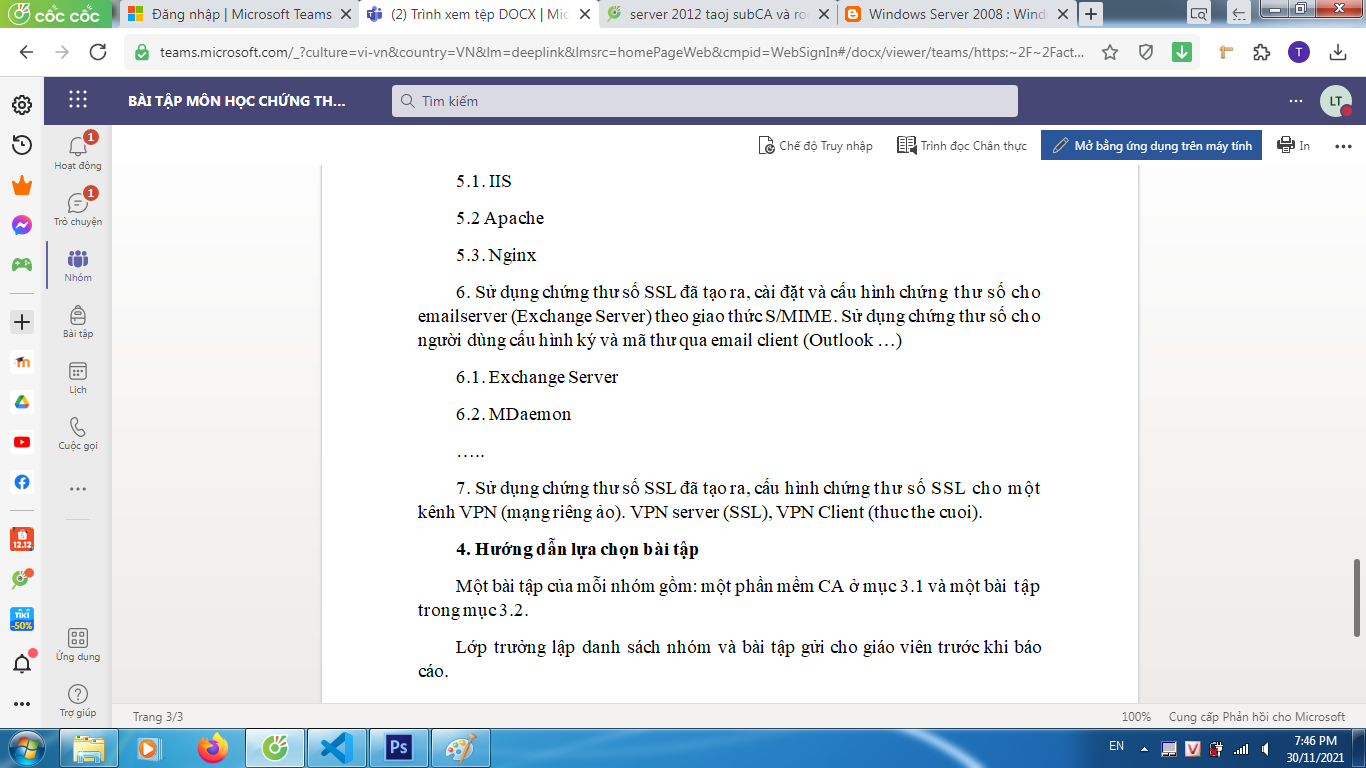 cốc cốc
Đăng nhập | Microsoft Teams
(2) Trình xem tệp DOCX | Mic
server 2012 taoj subCA và roo
Windows Server 2008 : Wind
teams.microsoft.com/_?culture=vi-vn&country=VN&lm=deeplink&lmsrc=homePageWeb&cmpid=WebSignIn#/docx/viewer/teams/https:~2F~2Fact...
T
BÀI TẬP MÔN HỌC CHỨNG TH...
Tìm kiếm
LT
1
Hoạt động
1
Trò chuyện
Nhóm
Bài tập
Lịch
Cuộc gọi
Ứng dụng
Trợ giúp
12.12
TIKI
-50%
Chế độ Truy nhập
Trình đọc Chân thực
Mở bằng ứng dụng trên máy tính
In
5.1. IIS
5.2 Apache
5.3. Nginx
6. Sử dụng chứng thư số SSL đã tạo ra, cài đặt và cấu hình chứng thư số cho
emailserver (Exchange Server) theo giao thức S/MIME. Sử dụng chứng thư số cho
người dùng cấu hình ký và mã thư qua email client (Outlook …)
6.1. Exchange Server
6.2. MDaemon
…..
7. Sử dụng chứng thư số SSL đã tạo ra, cấu hình chứng thư số SSL cho một
kênh VPN (mạng riêng ảo). VPN server (SSL), VPN Client (thuc the cuoi).
4. Hướng dẫn lựa chọn bài tập
Một bài tập của mỗi nhóm gồm: một phần mềm CA ở mục 3.1 và một bài tập
trong mục 3.2.
Lớp trưởng lập danh sách nhóm và bài tập gửi cho giáo viên trước khi báo
cáo.
Trang 3/3
100%
Cung cấp Phản hồi cho Microsoft
Ps
EN
V
7:46 PM
30/11/2021